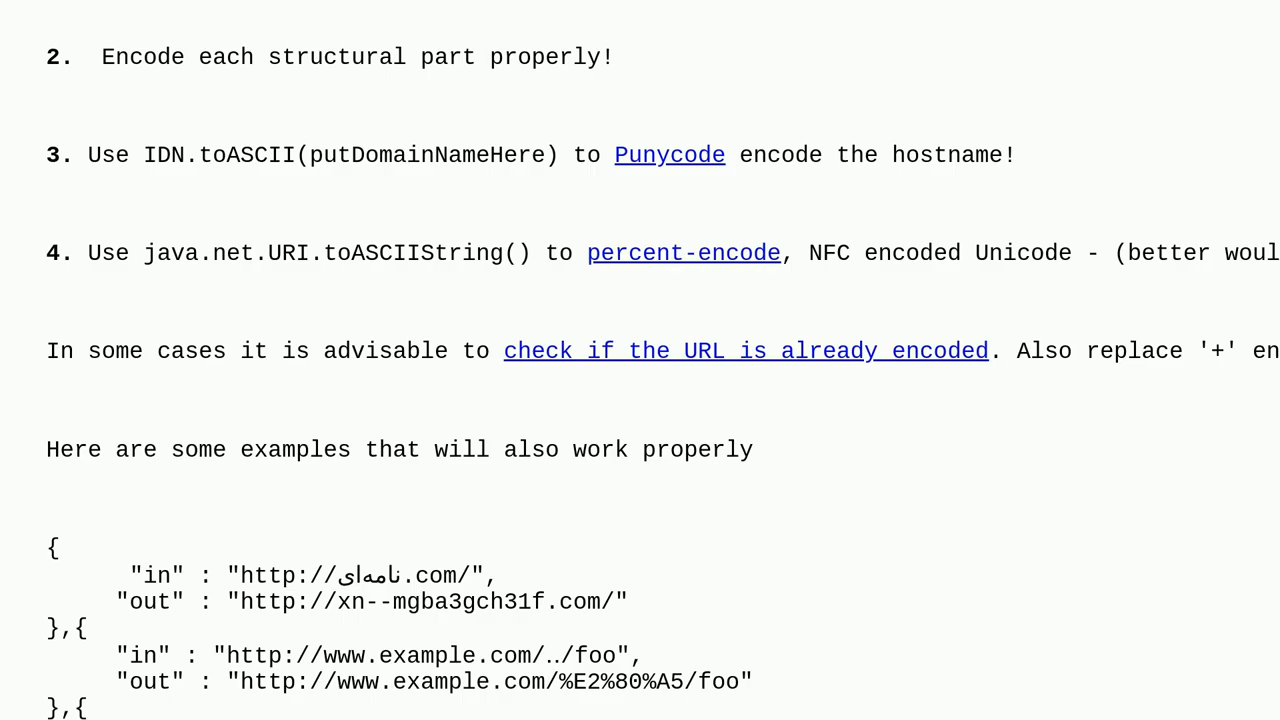 2.  Encode each structural part properly!
3. Use IDN.toASCII(putDomainNameHere) to Punycode encode the hostname!
4. Use java.net.URI.toASCIIString() to percent-encode, NFC encoded Unicode - (better woul
In some cases it is advisable to check if the URL is already encoded. Also replace '+' en
Here are some examples that will also work properly
{
      "in" : "http://نامه‌ای.com/",
     "out" : "http://xn--mgba3gch31f.com/"
},{
     "in" : "http://www.example.com/‥/foo",
     "out" : "http://www.example.com/%E2%80%A5/foo"
},{